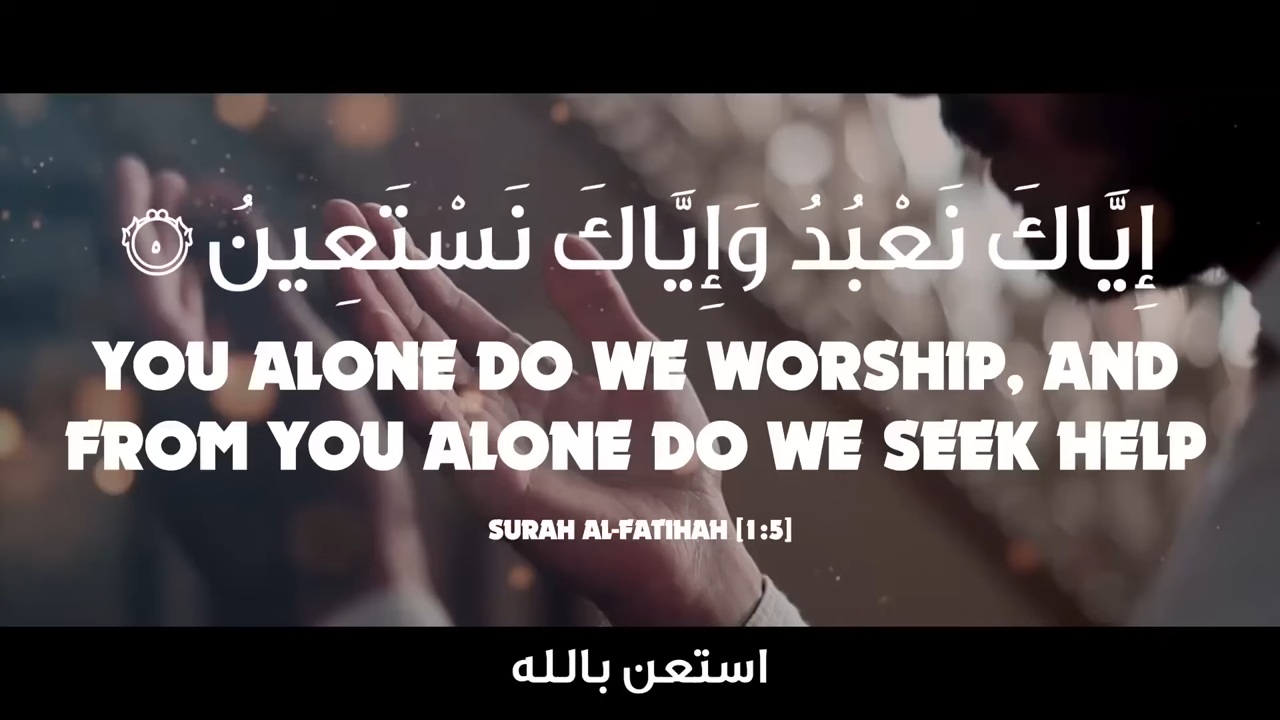 إِيَّاكَ نَعْبُدُ وَإِيَّاكَ نَسْتَعِينُ ۝٥
YOU ALONE DO WE WORSHIP, AND
FROM YOU ALONE DO WE SEEK HELP
SURAH AL-FATIHAH [1:5]
استعن بالله